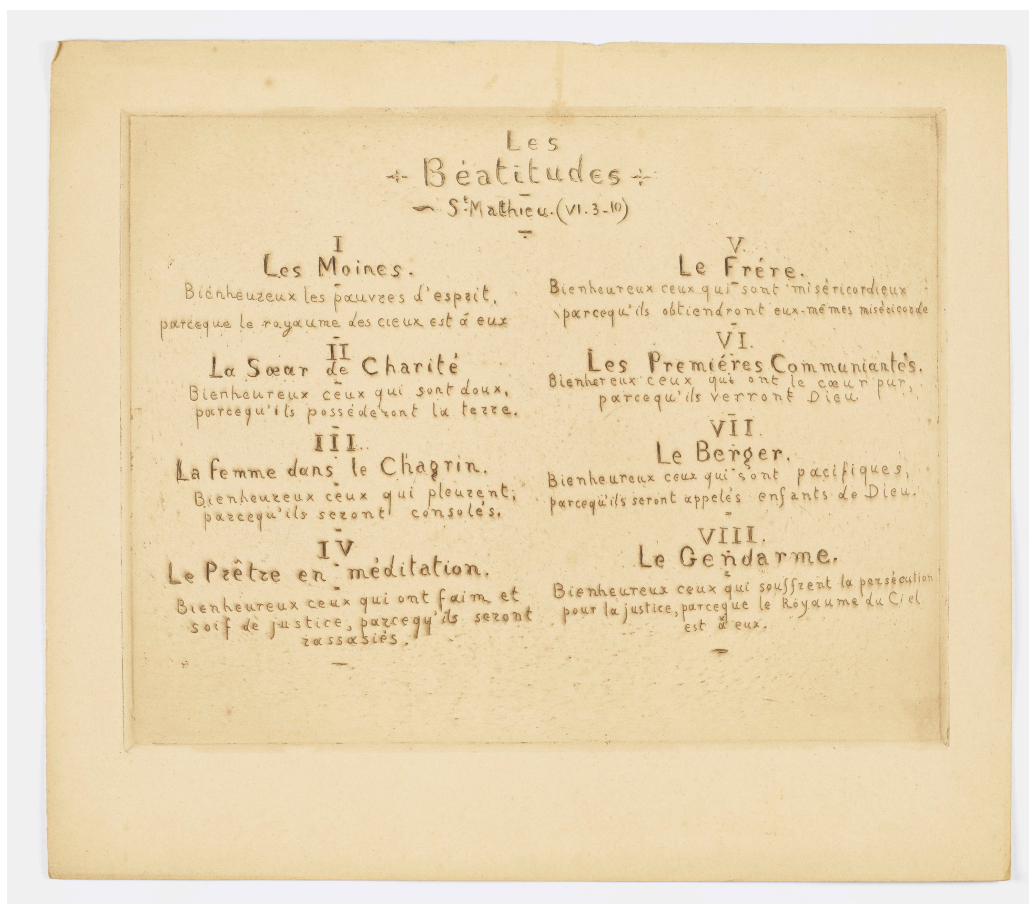 Les
Béatitudes
St Mathieu. (VI. 3-10)
I
Les Moines.
Bienheureux les pauvres d'esprit,
parceque le royaume des cieux est à eux
II
La Sœur de Charité
Bienheureux ceux qui sont doux,
parcequ'ils posséderont la terre.
III.
La femme dans le Chagrin.
Bienheureux ceux qui pleurent,
parcequ'ils seront consolés.
IV
Le Prêtre en méditation.
Bienheureux ceux qui ont faim et
soif de justice, parcequ'ils seront
rassasiés.
V.
Le Frére.
Bienheureux ceux qui sont miséricordieux
parcequ'ils obtiendront eux-mêmes miséricorde
VI.
Les Premiéres Communiantes.
Bienhereux ceux qui ont le cœur pur,
parcequ'ils verront Dieu
VII.
Le Berger.
Bienheureux ceux qui sont pacifiques,
parcequ'ils seront appelés enfants de Dieu.
VIII.
Le Gendarme.
Bienheureux ceux qui souffrent la persécution
pour la justice, parceque le Royaume du Ciel
est à eux.